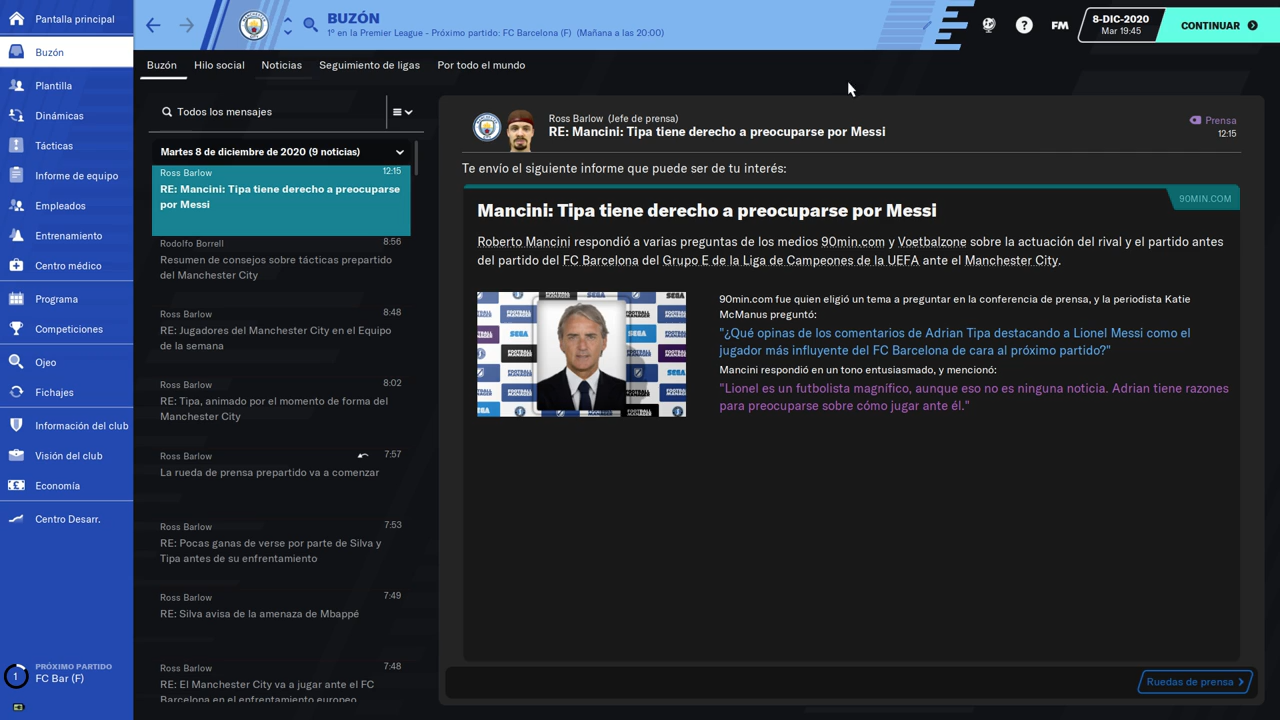 Pantalla principal
Buzón
Plantilla
Dinámicas
Tácticas
Informe de equipo
Empleados
Entrenamiento
Centro médico
Programa
Competiciones
Ojeo
Fichajes
Información del club
Visión del club
Economía
Centro Desarr.
PRÓXIMO PARTIDO
1
FC Bar (F)
BUZÓN
1º en la Premier League - Próximo partido: FC Barcelona (F) (Mañana a las 20:00)
?
FM
8-DIC-2020
Mar 19:45
CONTINUAR
Buzón Hilo social Noticias Seguimiento de ligas Por todo el mundo
Todos los mensajes
Martes 8 de diciembre de 2020 (9 noticias)
Ross Barlow 12:15
RE: Mancini: Tipa tiene derecho a preocuparse
por Messi
Rodolfo Borrell 8:56
Resumen de consejos sobre tácticas prepartido
del Manchester City
Ross Barlow 8:48
RE: Jugadores del Manchester City en el Equipo
de la semana
Ross Barlow 8:02
RE: Tipa, animado por el momento de forma del
Manchester City
Ross Barlow 7:57
La rueda de prensa prepartido va a comenzar
Ross Barlow 7:53
RE: Pocas ganas de verse por parte de Silva y
Tipa antes de su enfrentamiento
Ross Barlow 7:49
RE: Silva avisa de la amenaza de Mbappé
Ross Barlow 7:48
RE: El Manchester City va a jugar ante el FC
Barcelona en el enfrentamiento europeo
Ross Barlow (Jefe de prensa)
RE: Mancini: Tipa tiene derecho a preocuparse por Messi
Prensa
12:15
Te envío el siguiente informe que puede ser de tu interés:
90MIN.COM
Mancini: Tipa tiene derecho a preocuparse por Messi
Roberto Mancini respondió a varias preguntas de los medios 90min.com y Voetbalzone sobre la actuación del rival y el partido antes
del partido del FC Barcelona del Grupo E de la Liga de Campeones de la UEFA ante el Manchester City.
90min.com fue quien eligió un tema a preguntar en la conferencia de prensa, y la periodista Katie
McManus preguntó:
"¿Qué opinas de los comentarios de Adrian Tipa destacando a Lionel Messi como el
jugador más influyente del FC Barcelona de cara al próximo partido?"
Mancini respondió en un tono entusiasmado, y mencionó:
"Lionel es un futbolista magnífico, aunque eso no es ninguna noticia. Adrian tiene razones
para preocuparse sobre cómo jugar ante él."
Ruedas de prensa